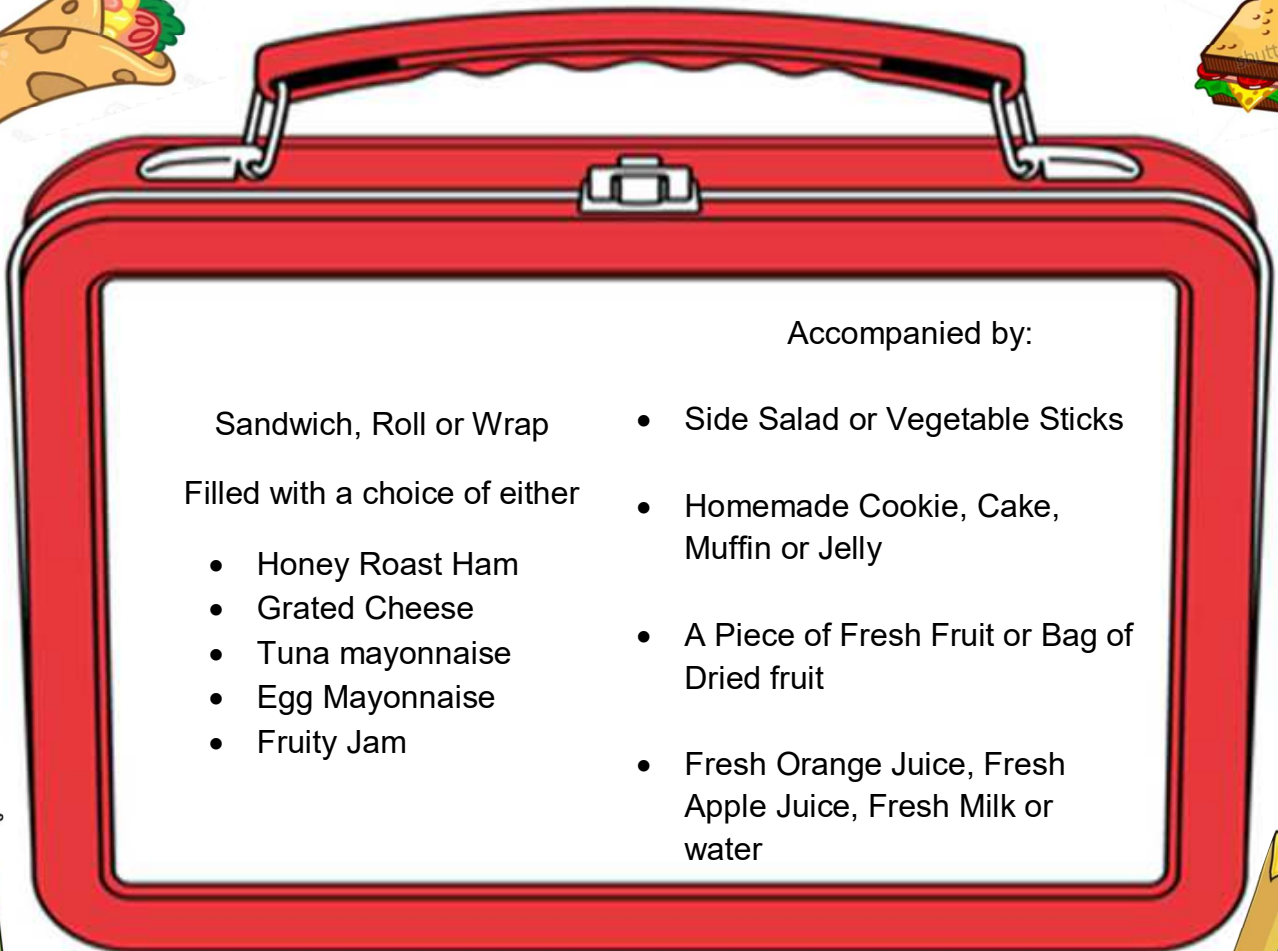 Sandwich, Roll or Wrap
Filled with a choice of either
• Honey Roast Ham
• Grated Cheese
• Tuna mayonnaise
• Egg Mayonnaise
• Fruity Jam
Accompanied by:
• Side Salad or Vegetable Sticks
• Homemade Cookie, Cake,
Muffin or Jelly
• A Piece of Fresh Fruit or Bag of
Dried fruit
• Fresh Orange Juice, Fresh
Apple Juice, Fresh Milk or
water